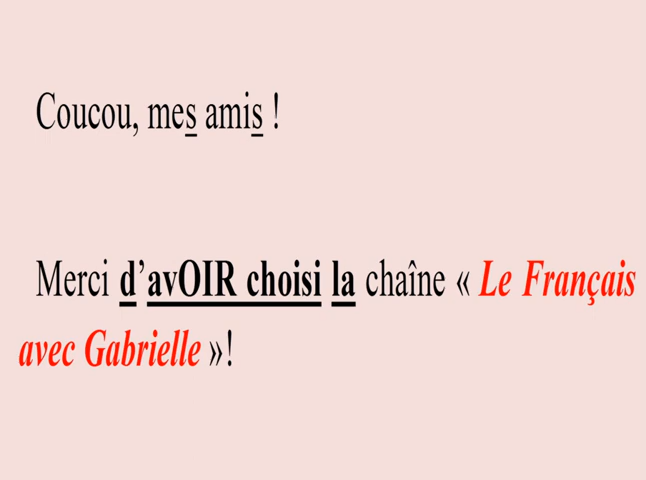 Coucou, mes amis !
Merci d’avOIR choisi la chaîne « Le Français
avec Gabrielle »!